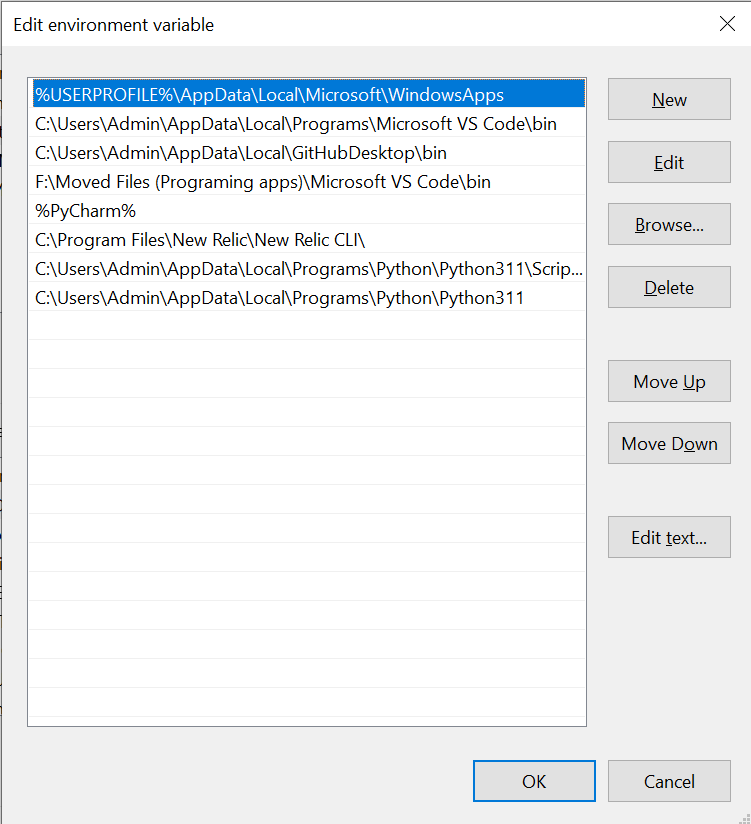 Edit environment variable
%USERPROFILE%\AppData\Local\Microsoft\WindowsApps
C:\Users\Admin\AppData\Local\Programs\Microsoft VS Code\bin
C:\Users\Admin\AppData\Local\GitHubDesktop\bin
F:\Moved Files (Programing apps)\Microsoft VS Code\bin
%PyCharm%
C:\Program Files\New Relic\New Relic CLI\
C:\Users\Admin\AppData\Local\Programs\Python\Python311\Scrip...
C:\Users\Admin\AppData\Local\Programs\Python\Python311
New
Edit
Browse...
Delete
Move Up
Move Down
Edit text...
OK
Cancel